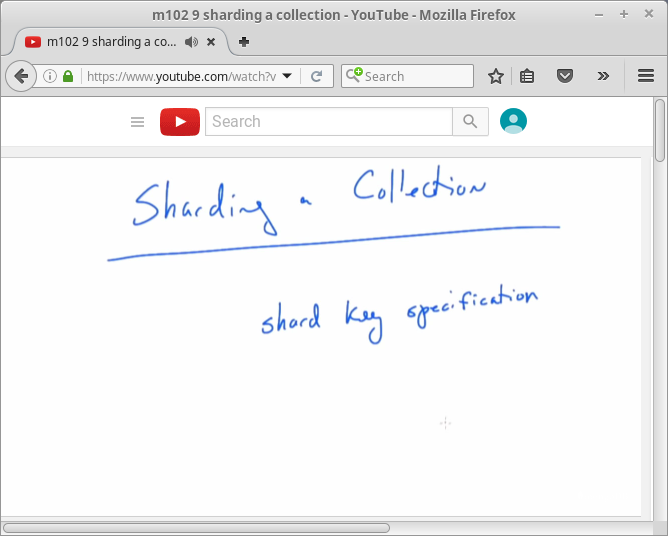 m102 9 sharding a collection - YouTube - Mozilla Firefox
m102 9 sharding a co...
https://www.youtube.com/watch?v
Search
Search
Sharding a Collection
shard key specification